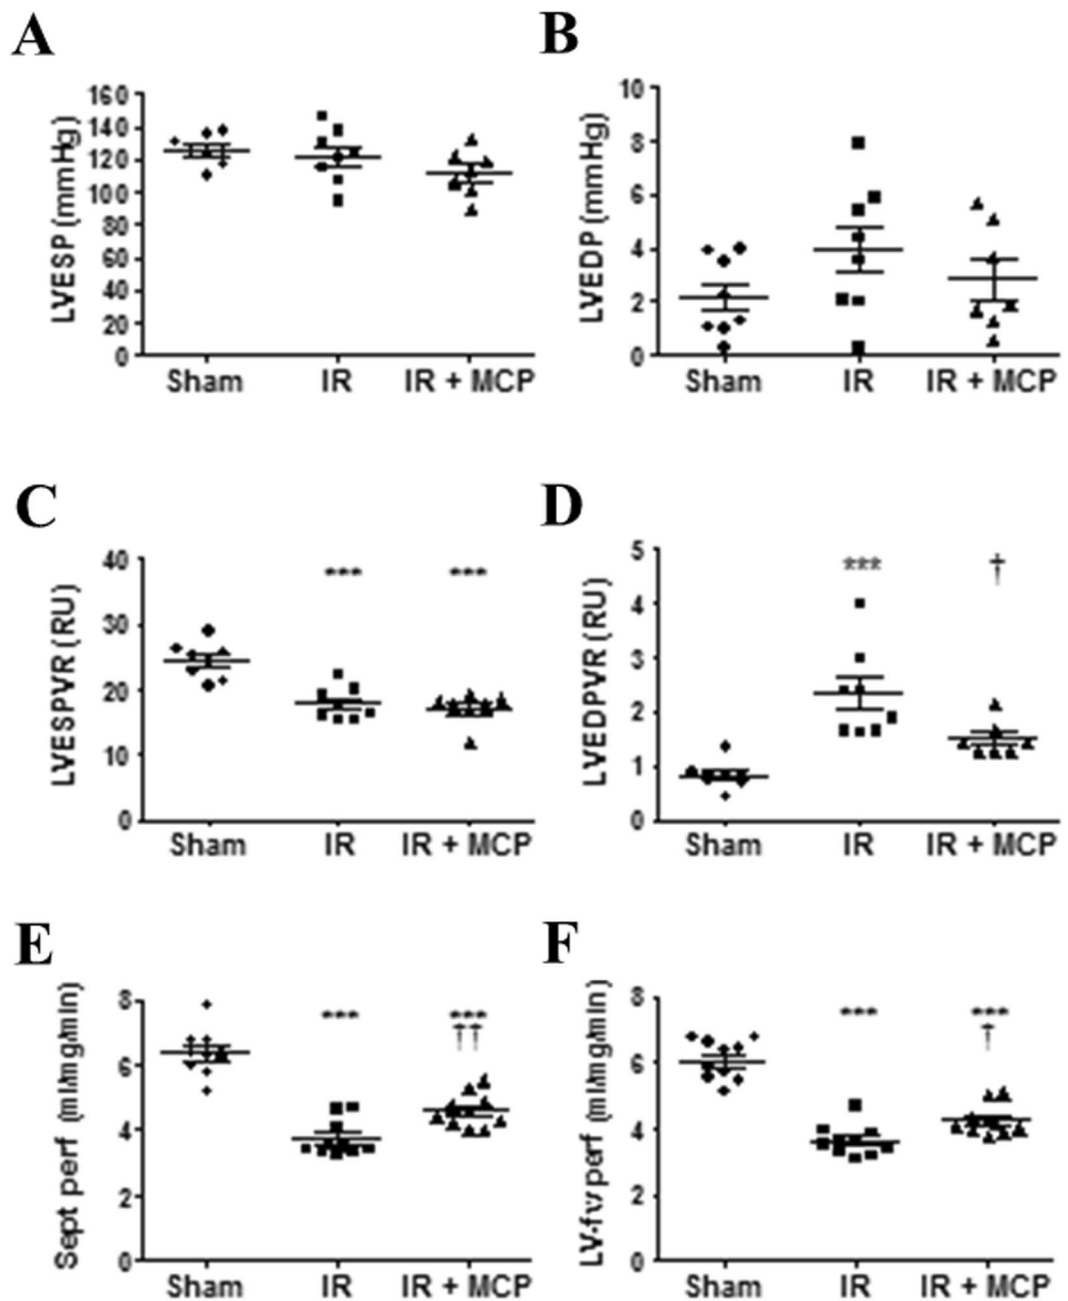 A
B
LVESP (mmHg)
160
140
120
100
80
60
40
20
0
Sham IR IR + MCP
LVEDP (mmHg)
10
8
6
4
2
0
Sham IR IR + MCP
C
D
LVESPVR (RU)
40
30
20
10
0
*** ***
Sham IR IR + MCP
LVEDPVR (RU)
5
4
3
2
1
0
*** †
Sham IR IR + MCP
E
F
Sept perf (ml/mg/min)
8
6
4
2
0
*** ***
††
Sham IR IR + MCP
LV-fw perf (ml/mg/min)
8
6
4
2
0
*** ***
†
Sham IR IR + MCP